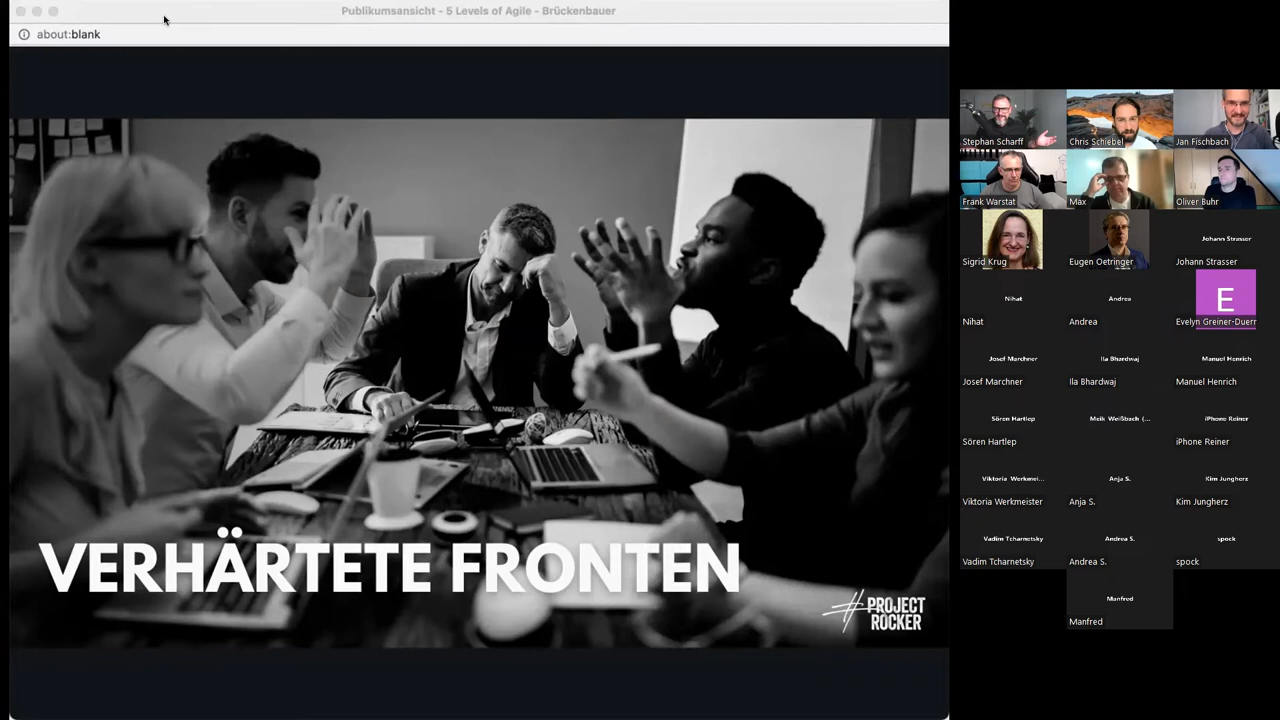 Publikumsansicht - 5 Levels of Agile - Brückenbauer
about:blank
VERHÄRTETE FRONTEN
#PROJECT
ROCKER
Stephan Scharff
Chris Schiebel
Jan Fischbach
Frank Warstat
Max
Oliver Buhr
Sigrid Krug
Eugen Oetringer
Johann Strasser
Johann Strasser
Nihat
Nihat
Andrea
Andrea
E
Evelyn Greiner-Duerr
Josef Marchner
Josef Marchner
Ila Bhardwaj
Ila Bhardwaj
Manuel Henrich
Manuel Henrich
Sören Hartlep
Sören Hartlep
Meik Weißbach (...
iPhone Reiner
iPhone Reiner
Viktoria Werkmei...
Viktoria Werkmeister
Anja S.
Anja S.
Kim Jungherz
Kim Jungherz
Vadim Tcharnetsky
Vadim Tcharnetsky
Andrea S.
Andrea S.
spock
spock
Manfred
Manfred